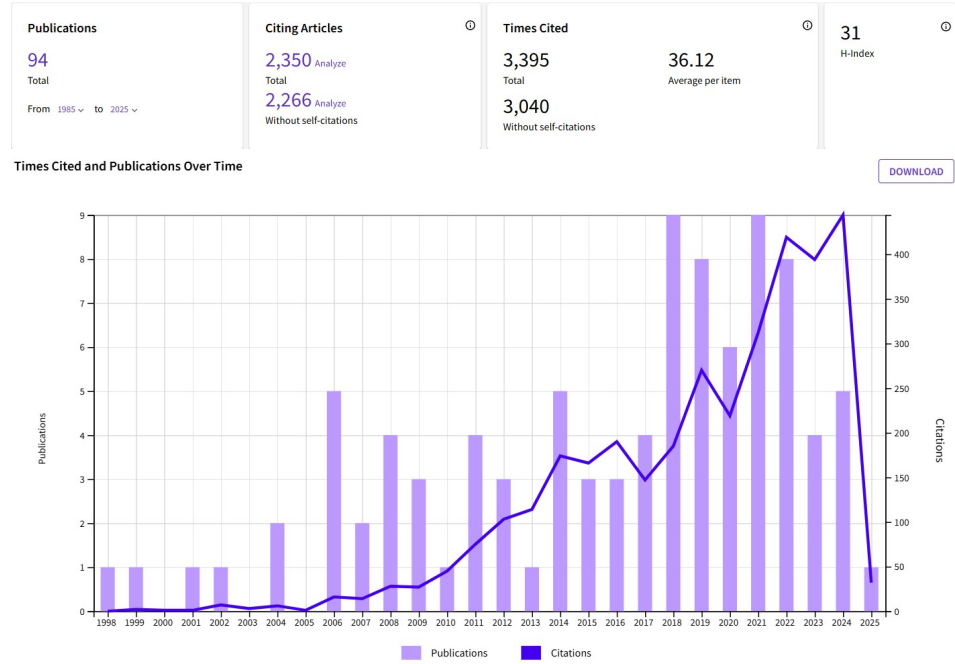 Publications
94
Total
From 1985 to 2025
Citing Articles
2,350 Analyze
Total
2,266 Analyze
Without self-citations
Times Cited
3,395
Total
3,040
Without self-citations
36.12
Average per item
31
H-Index
Times Cited and Publications Over Time
DOWNLOAD
Publications
9
8
7
6
5
4
3
2
1
0
400
350
300
250
200
150
100
50
0
Citations
1998 1999 2000 2001 2002 2003 2004 2005 2006 2007 2008 2009 2010 2011 2012 2013 2014 2015 2016 2017 2018 2019 2020 2021 2022 2023 2024 2025
Publications Citations